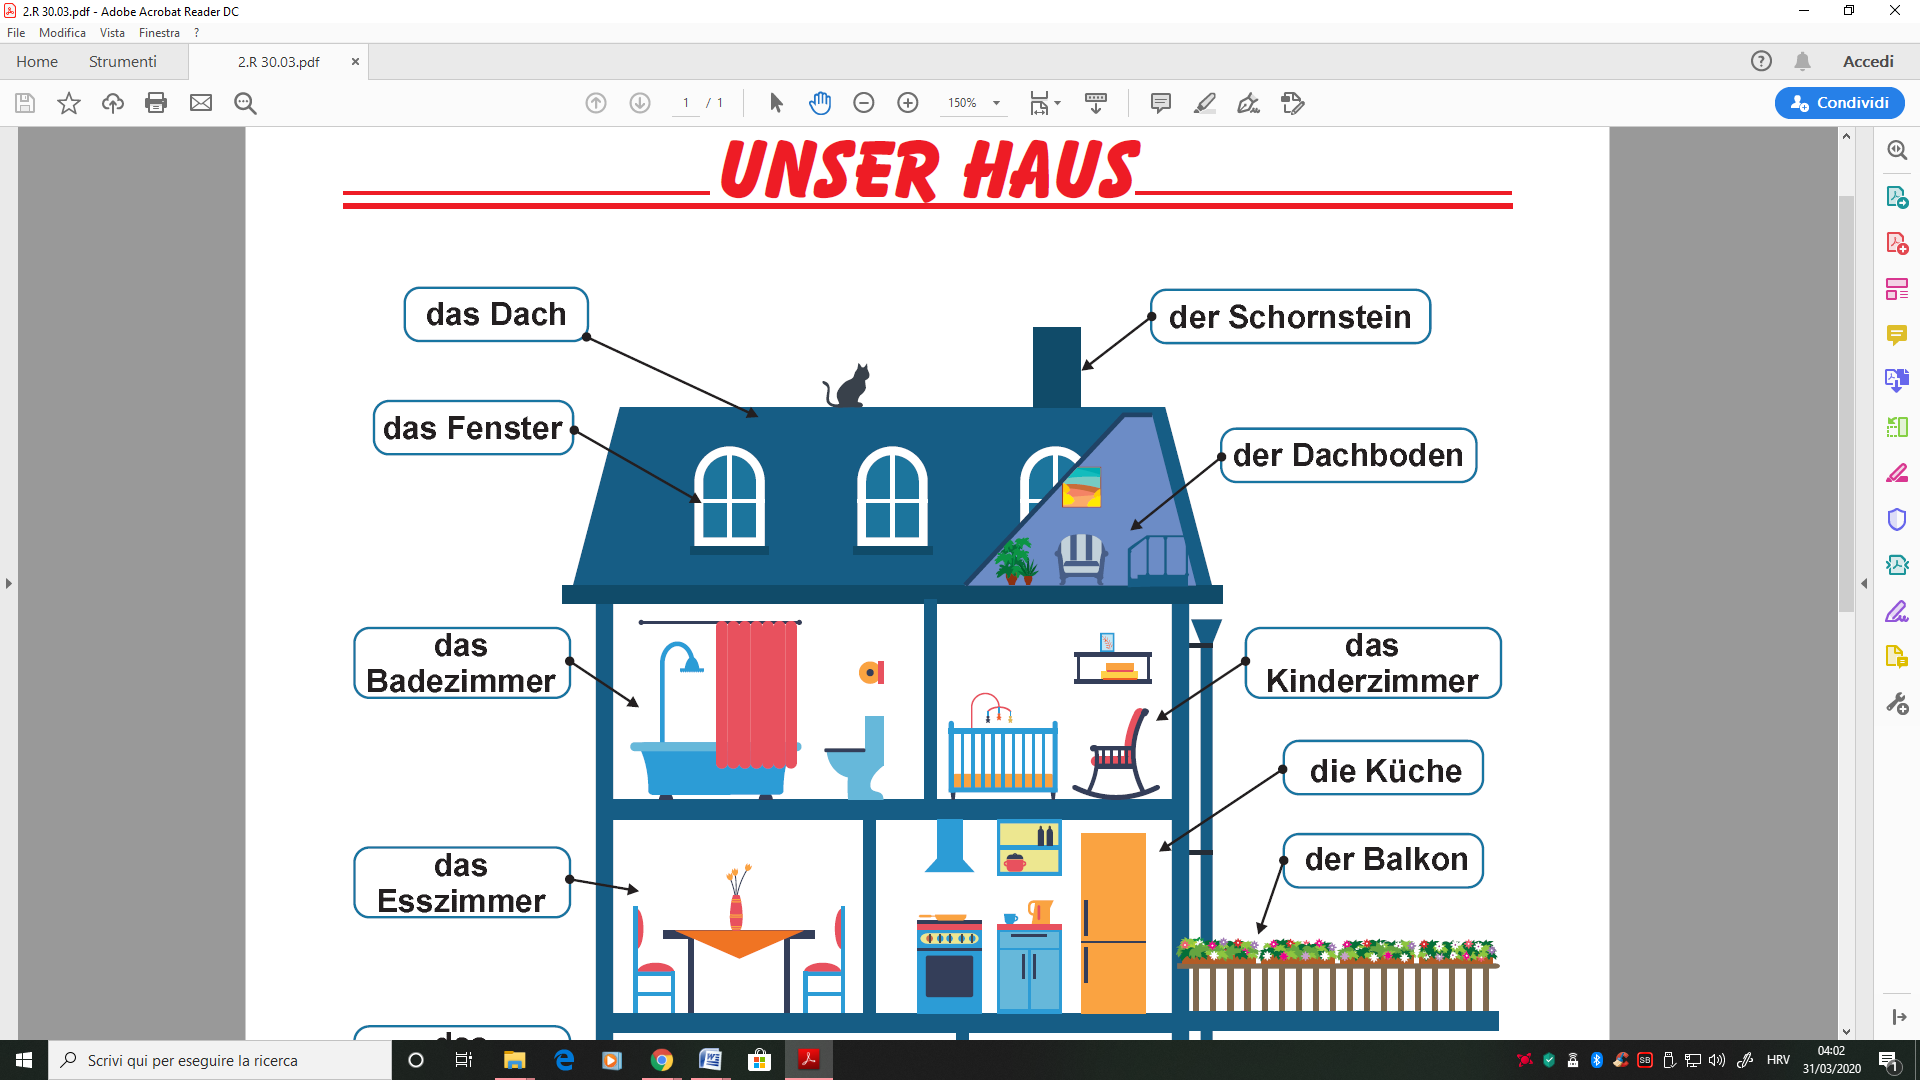 2.R 30.03.pdf - Adobe Acrobat Reader DC
File Modifica Vista Finestra ?
Home Strumenti 2.R 30.03.pdf × ? Accedi
1 / 1 150% Condividi
UNSER HAUS
das Dach
der Schornstein
das Fenster
der Dachboden
das
Badezimmer
das
Kinderzimmer
die Küche
das
Esszimmer
der Balkon
Scrivi qui per eseguire la ricerca
SB
HRV
04:02
31/03/2020
1